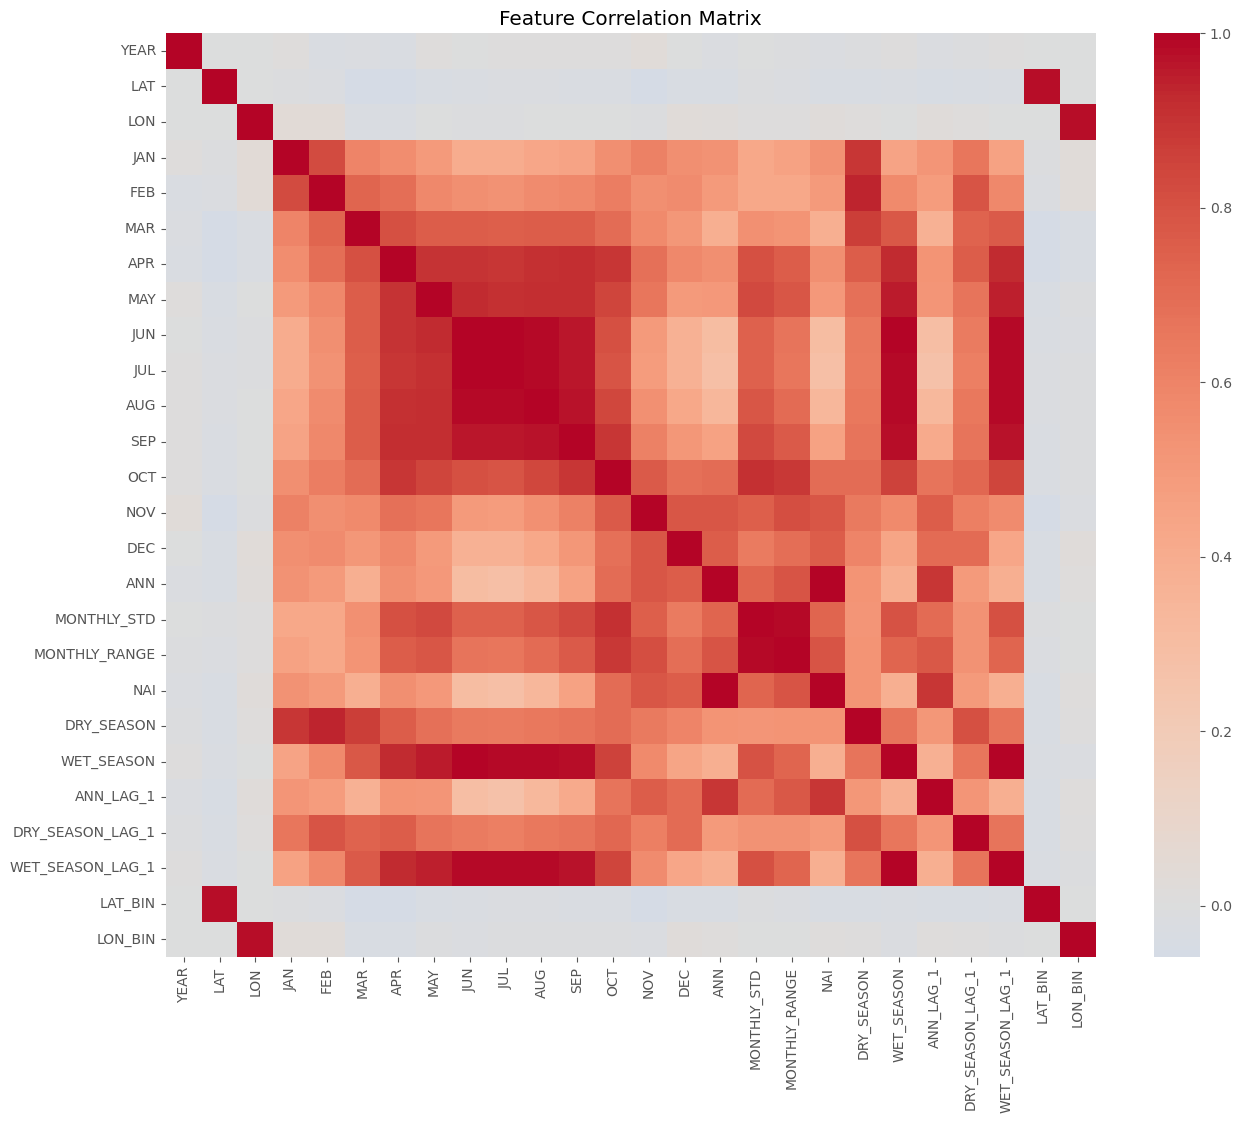 Feature Correlation Matrix
YEAR
LAT
LON
JAN
FEB
MAR
APR
MAY
JUN
JUL
AUG
SEP
OCT
NOV
DEC
ANN
MONTHLY_STD
MONTHLY_RANGE
NAI
DRY_SEASON
WET_SEASON
ANN_LAG_1
DRY_SEASON_LAG_1
WET_SEASON_LAG_1
LAT_BIN
LON_BIN
YEAR
LAT
LON
JAN
FEB
MAR
APR
MAY
JUN
JUL
AUG
SEP
OCT
NOV
DEC
ANN
MONTHLY_STD
MONTHLY_RANGE
NAI
DRY_SEASON
WET_SEASON
ANN_LAG_1
DRY_SEASON_LAG_1
WET_SEASON_LAG_1
LAT_BIN
LON_BIN
1.0
0.8
0.6
0.4
0.2
0.0